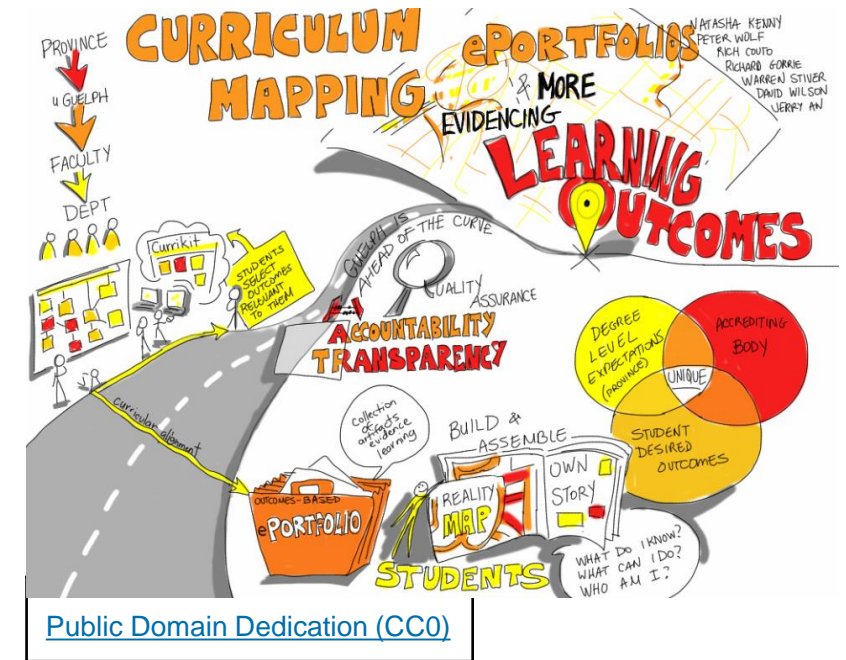 PROVINCE
U GUELPH
FACULTY
DEPT
CURRICULUM
MAPPING
ePORTFOLIOS
& MORE
EVIDENCING
LEARNING
OUTCOMES
NATASHA KENNY
PETER WOLF
RICH COUTO
RICHARD GORRIE
WARREN STIVER
DAVID WILSON
JERRY AN
Currikit
STUDENTS
SELECT
OUTCOMES
RELEVANT
TO THEM
GUELPH IS
AHEAD OF THE CURVE
QUALITY
ASSURANCE
ACCOUNTABILITY
TRANSPARENCY
curricular alignment
collection
of artifacts
evidence
learning
OUTCOMES-BASED
ePORTFOLIO
BUILD &
ASSEMBLE
REALITY
MAP
OWN
STORY
STUDENTS
WHAT DO I KNOW?
WHAT CAN I DO?
WHO AM I?
DEGREE
LEVEL
EXPECTATIONS
(PROVINCE)
ACCREDITING
BODY
UNIQUE
STUDENT
DESIRED
OUTCOMES
Public Domain Dedication (CC0)